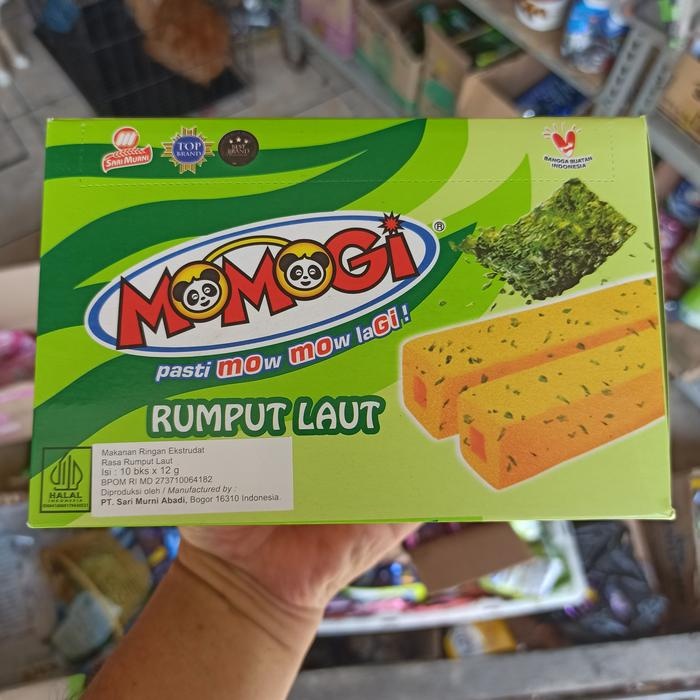 SARI MURNI
TOP
BRAND
BEST
BRAND
BANGGA BUATAN
INDONESIA
MOMOGI®
pasti mow mow laGi!
RUMPUT LAUT
HALAL
INDONESIA
Makanan Ringan Ekstrudat
Rasa Rumput Laut
Isi : 10 bks x 12 g
BPOM RI MD 273710064182
Diproduksi oleh / Manufactured by :
PT. Sari Murni Abadi, Bogor 16310 Indonesia.